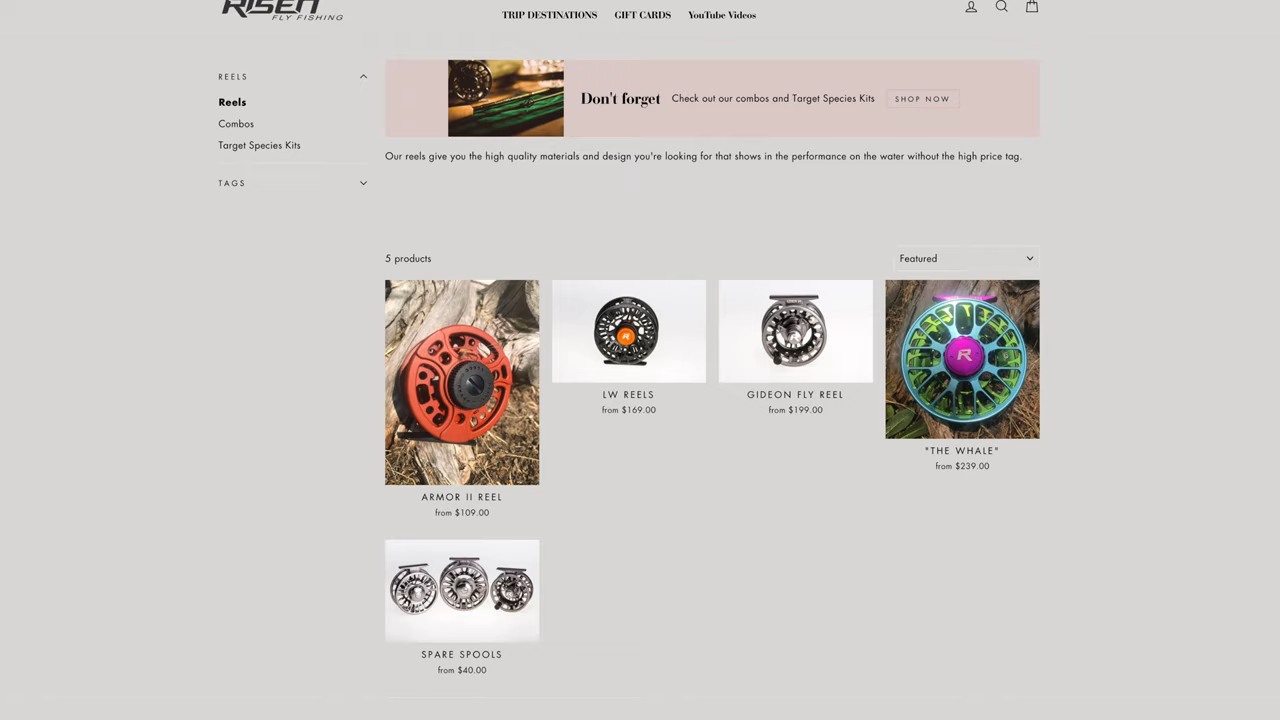 RISEN
FLY FISHING
TRIP DESTINATIONS GIFT CARDS YouTube Videos
REELS
Reels
Combos
Target Species Kits
TAGS
Don't forget Check out our combos and Target Species Kits SHOP NOW
Our reels give you the high quality materials and design you're looking for that shows in the performance on the water without the high price tag.
5 products
Featured
R
R
ARMOR II REEL
from $109.00
LW REELS
from $169.00
GIDEON FLY REEL
from $199.00
"THE WHALE"
from $239.00
SPARE SPOOLS
from $40.00